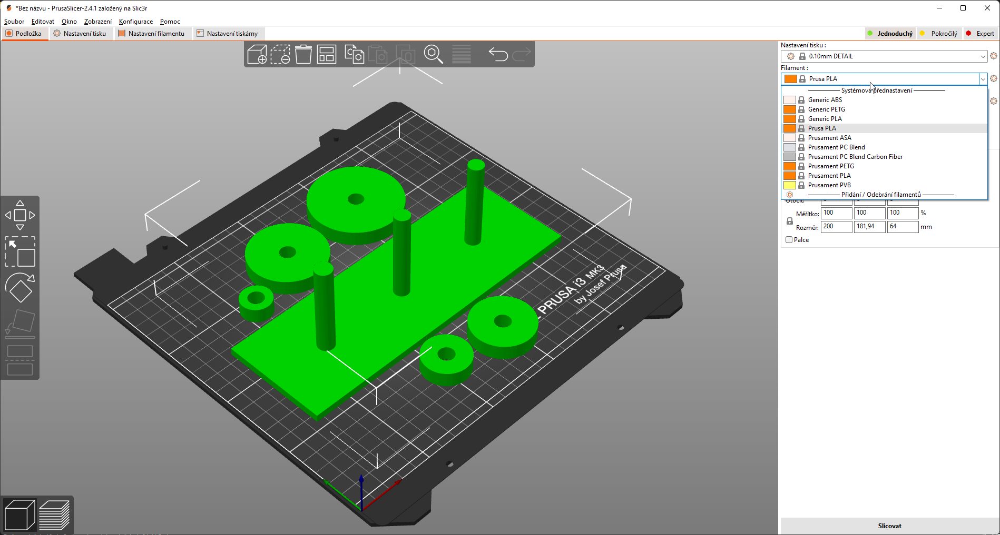 *Bez názvu - PrusaSlicer-2.4.1 založený na Slic3r
Soubor Editovat Okno Zobrazení Konfigurace Pomoc
Podložka Nastavení tisku Nastavení filamentu Nastavení tiskárny
Jednoduchý Pokročilý Expert
Nastavení tisku :
0.10mm DETAIL
Filament :
Prusa PLA
Systémová přednastavení
Generic ABS
Generic PETG
Generic PLA
Prusa PLA
Prusament ASA
Prusament PC Blend
Prusament PC Blend Carbon Fiber
Prusament PETG
Prusament PLA
Prusament PVB
Přidání / Odebrání filamentů
Otočit:
Měřítko: 100 100 100 %
Rozměr: 200 181,94 64 mm
Palce
PRUSA i3 MK3
by Josef Prusa
Slicovat